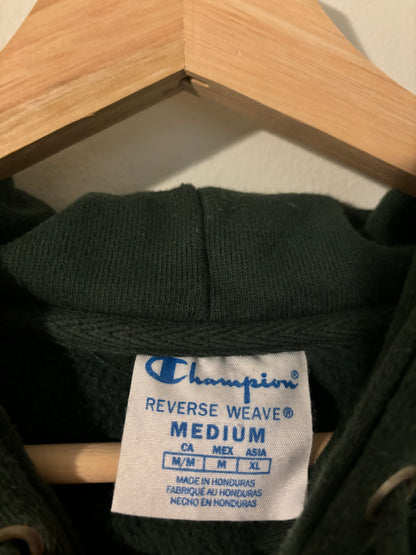 Champion®
REVERSE WEAVE®
MEDIUM
CA MEX ASIA
M/M M XL
MADE IN HONDURAS
FABRIQUÉ AU HONDURAS
HECHO EN HONDURAS